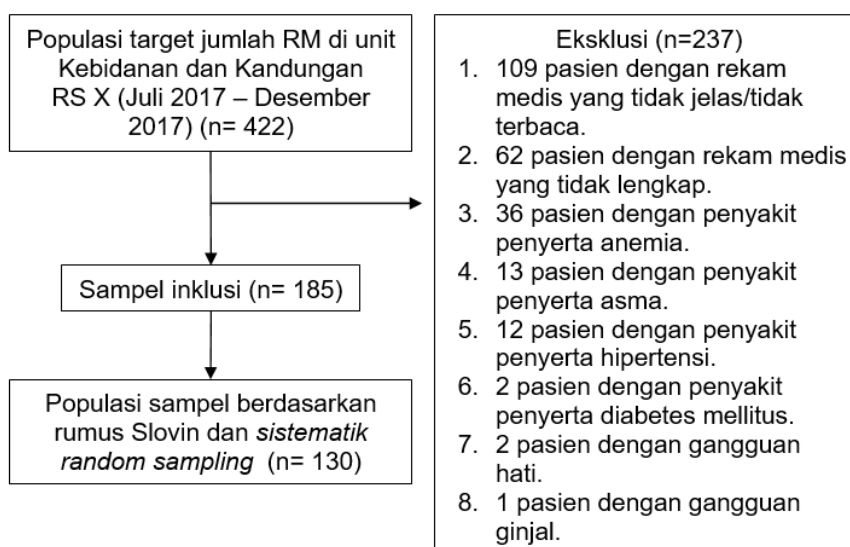 Populasi target jumlah RM di unit
Kebidanan dan Kandungan
RS X (Juli 2017 – Desember
2017) (n= 422)
Sampel inklusi (n= 185)
Populasi sampel berdasarkan
rumus Slovin dan sistematik
random sampling (n= 130)
Eksklusi (n=237)
1. 109 pasien dengan rekam
medis yang tidak jelas/tidak
terbaca.
2. 62 pasien dengan rekam medis
yang tidak lengkap.
3. 36 pasien dengan penyakit
penyerta anemia.
4. 13 pasien dengan penyakit
penyerta asma.
5. 12 pasien dengan penyakit
penyerta hipertensi.
6. 2 pasien dengan penyakit
penyerta diabetes mellitus.
7. 2 pasien dengan gangguan
hati.
8. 1 pasien dengan gangguan
ginjal.